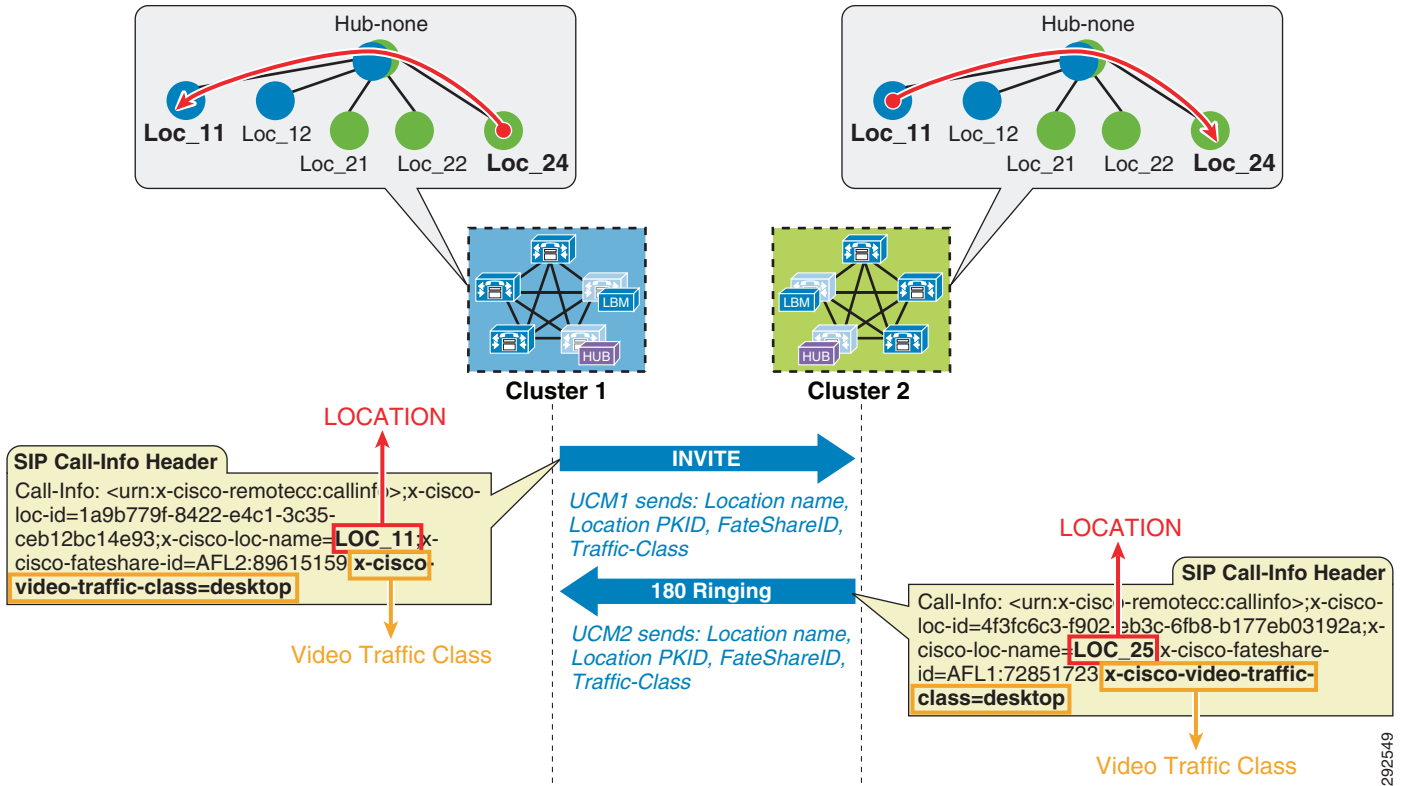 Hub-none
Loc_11
Loc_12
Loc_21
Loc_22
Loc_24
Hub-none
Loc_11
Loc_12
Loc_21
Loc_22
Loc_24
LBM
HUB
Cluster 1
LBM
HUB
Cluster 2
LOCATION
SIP Call-Info Header
Call-Info: <urn:x-cisco-remotecc:callinfo>;x-cisco-
loc-id=1a9b779f-8422-e4c1-3c35-
ceb12bc14e93;x-cisco-loc-name=LOC_11;x-
cisco-fateshare-id=AFL2:89615159 x-cisco-
video-traffic-class=desktop
Video Traffic Class
INVITE
UCM1 sends: Location name,
Location PKID, FateShareID,
Traffic-Class
180 Ringing
UCM2 sends: Location name,
Location PKID, FateShareID,
Traffic-Class
LOCATION
SIP Call-Info Header
Call-Info: <urn:x-cisco-remotecc:callinfo>;x-cisco-
loc-id=4f3fc6c3-f902-eb3c-6fb8-b177eb03192a;x-
cisco-loc-name=LOC_25 x-cisco-fateshare-
id=AFL1:72851723 x-cisco-video-traffic-
class=desktop
Video Traffic Class
292549